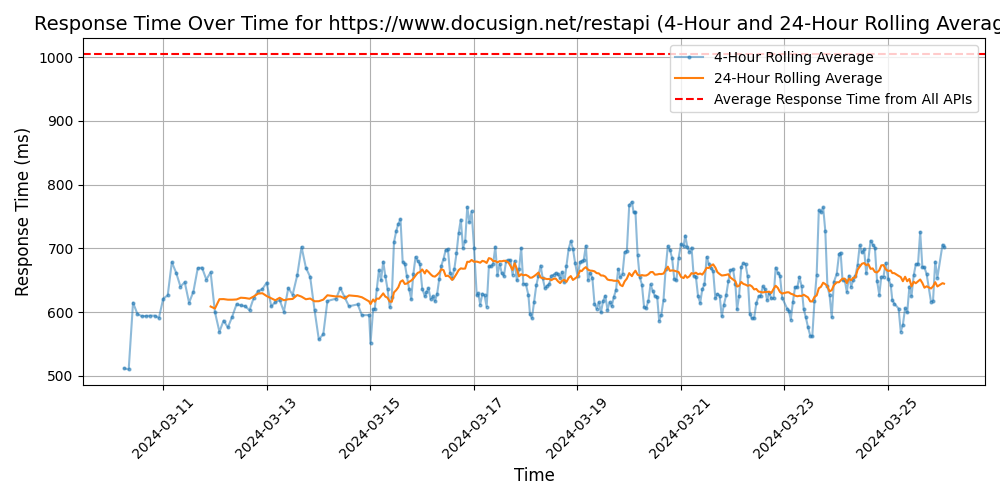 Response Time Over Time for https://www.docusign.net/restapi (4-Hour and 24-Hour Rolling Averag
4-Hour Rolling Average
24-Hour Rolling Average
Average Response Time from All APIs
Response Time (ms)
1000
900
800
700
600
500
2024-03-11
2024-03-13
2024-03-15
2024-03-17
2024-03-19
2024-03-21
2024-03-23
2024-03-25
Time